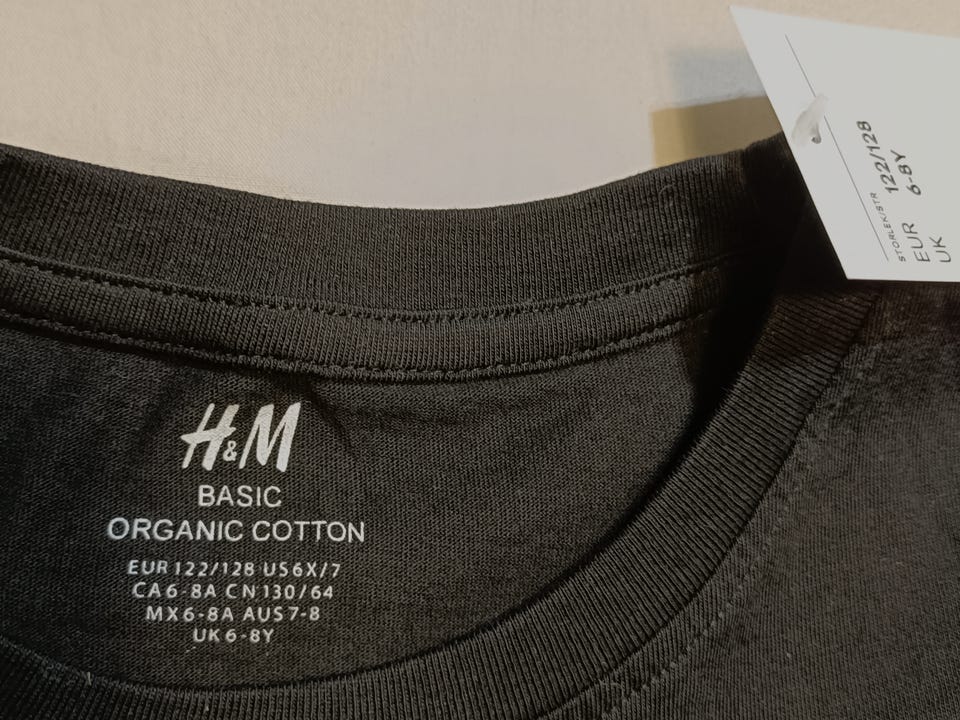 H&M
BASIC
ORGANIC COTTON
EUR 122/128 US 6X/7
CA 6-8A CN 130/64
MX 6-8A AUS 7-8
UK 6-8Y
STORLEK/STR
EUR 122/128
UK 6-8Y